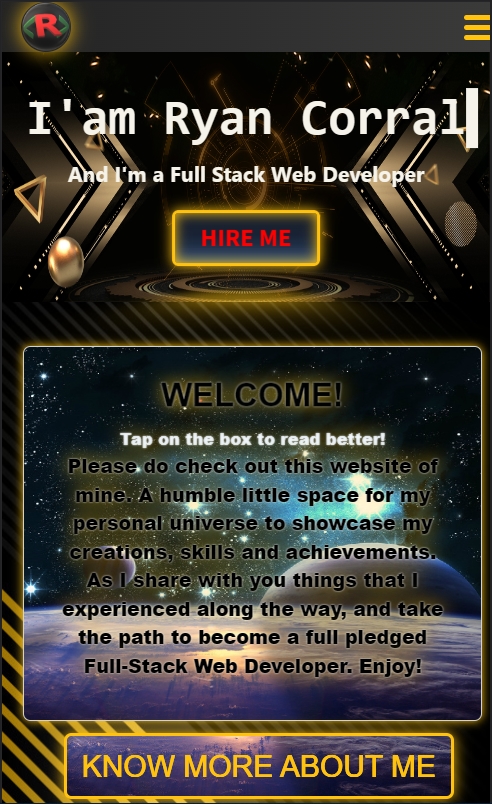 R
I'am Ryan Corral
And I'm a Full Stack Web Developer
HIRE ME
WELCOME!
Tap on the box to read better!
Please do check out this website of
mine. A humble little space for my
personal universe to showcase my
creations, skills and achievements.
As I share with you things that I
experienced along the way, and take
the path to become a full pledged
Full-Stack Web Developer. Enjoy!
KNOW MORE ABOUT ME